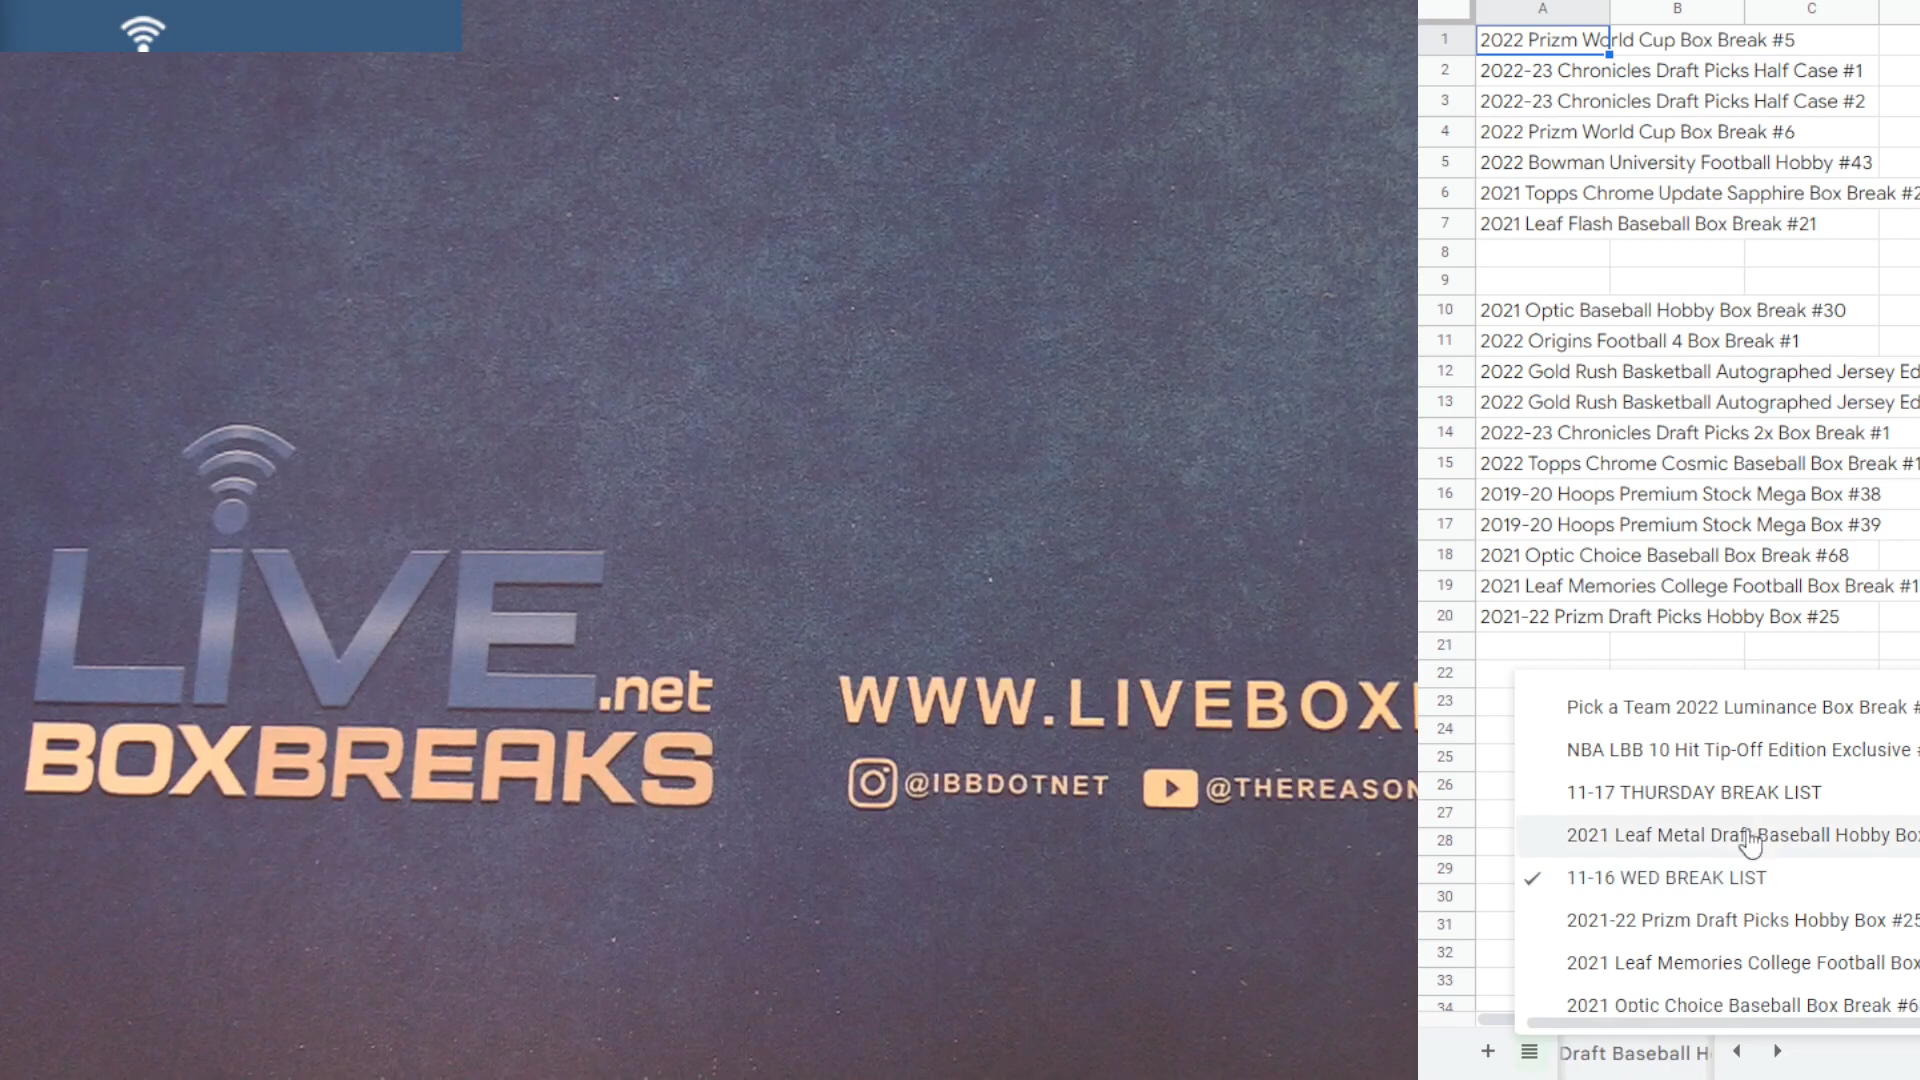 LiVE.net
BOXBREAKS
WWW.LIVEBOX
@IBBDOTNET
@THEREASON
A B C
1 2022 Prizm World Cup Box Break #5
2 2022-23 Chronicles Draft Picks Half Case #1
3 2022-23 Chronicles Draft Picks Half Case #2
4 2022 Prizm World Cup Box Break #6
5 2022 Bowman University Football Hobby #43
6 2021 Topps Chrome Update Sapphire Box Break #2
7 2021 Leaf Flash Baseball Box Break #21
8
9
10 2021 Optic Baseball Hobby Box Break #30
11 2022 Origins Football 4 Box Break #1
12 2022 Gold Rush Basketball Autographed Jersey Ed
13 2022 Gold Rush Basketball Autographed Jersey Ed
14 2022-23 Chronicles Draft Picks 2x Box Break #1
15 2022 Topps Chrome Cosmic Baseball Box Break #1
16 2019-20 Hoops Premium Stock Mega Box #38
17 2019-20 Hoops Premium Stock Mega Box #39
18 2021 Optic Choice Baseball Box Break #68
19 2021 Leaf Memories College Football Box Break #1
20 2021-22 Prizm Draft Picks Hobby Box #25
21
22
23
24
25
26
27
28
29
30
31
32
33
34
Pick a Team 2022 Luminance Box Break #
NBA LBB 10 Hit Tip-Off Edition Exclusive #
11-17 THURSDAY BREAK LIST
2021 Leaf Metal Draft Baseball Hobby Box
11-16 WED BREAK LIST
2021-22 Prizm Draft Picks Hobby Box #25
2021 Leaf Memories College Football Box
2021 Optic Choice Baseball Box Break #6
Draft Baseball H